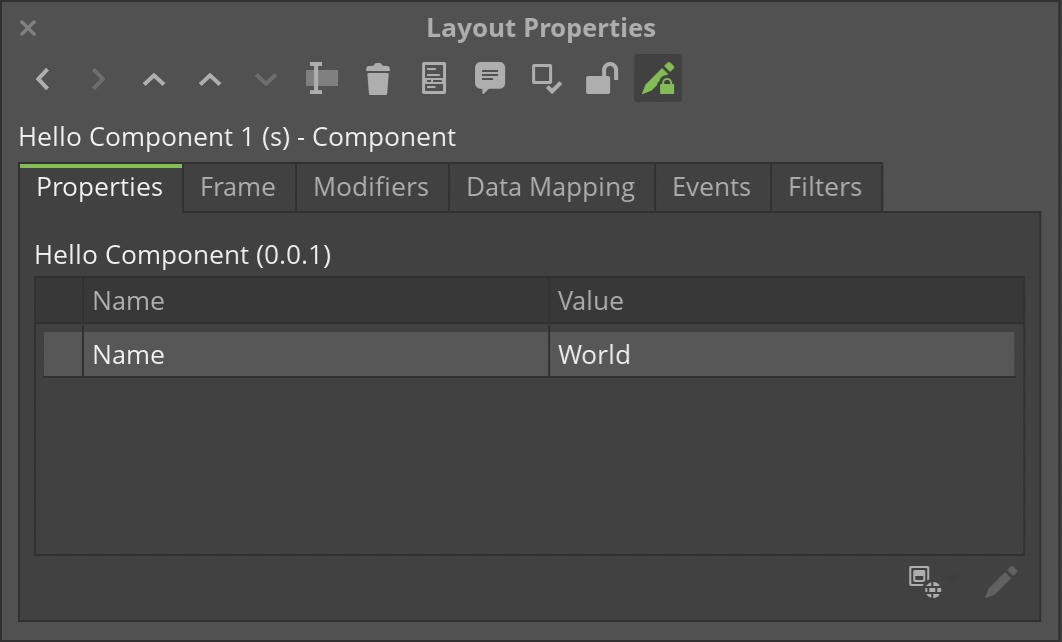 Layout Properties
Hello Component 1 (s) - Component
Properties Frame Modifiers Data Mapping Events Filters
Hello Component (0.0.1)
Name Value
Name World